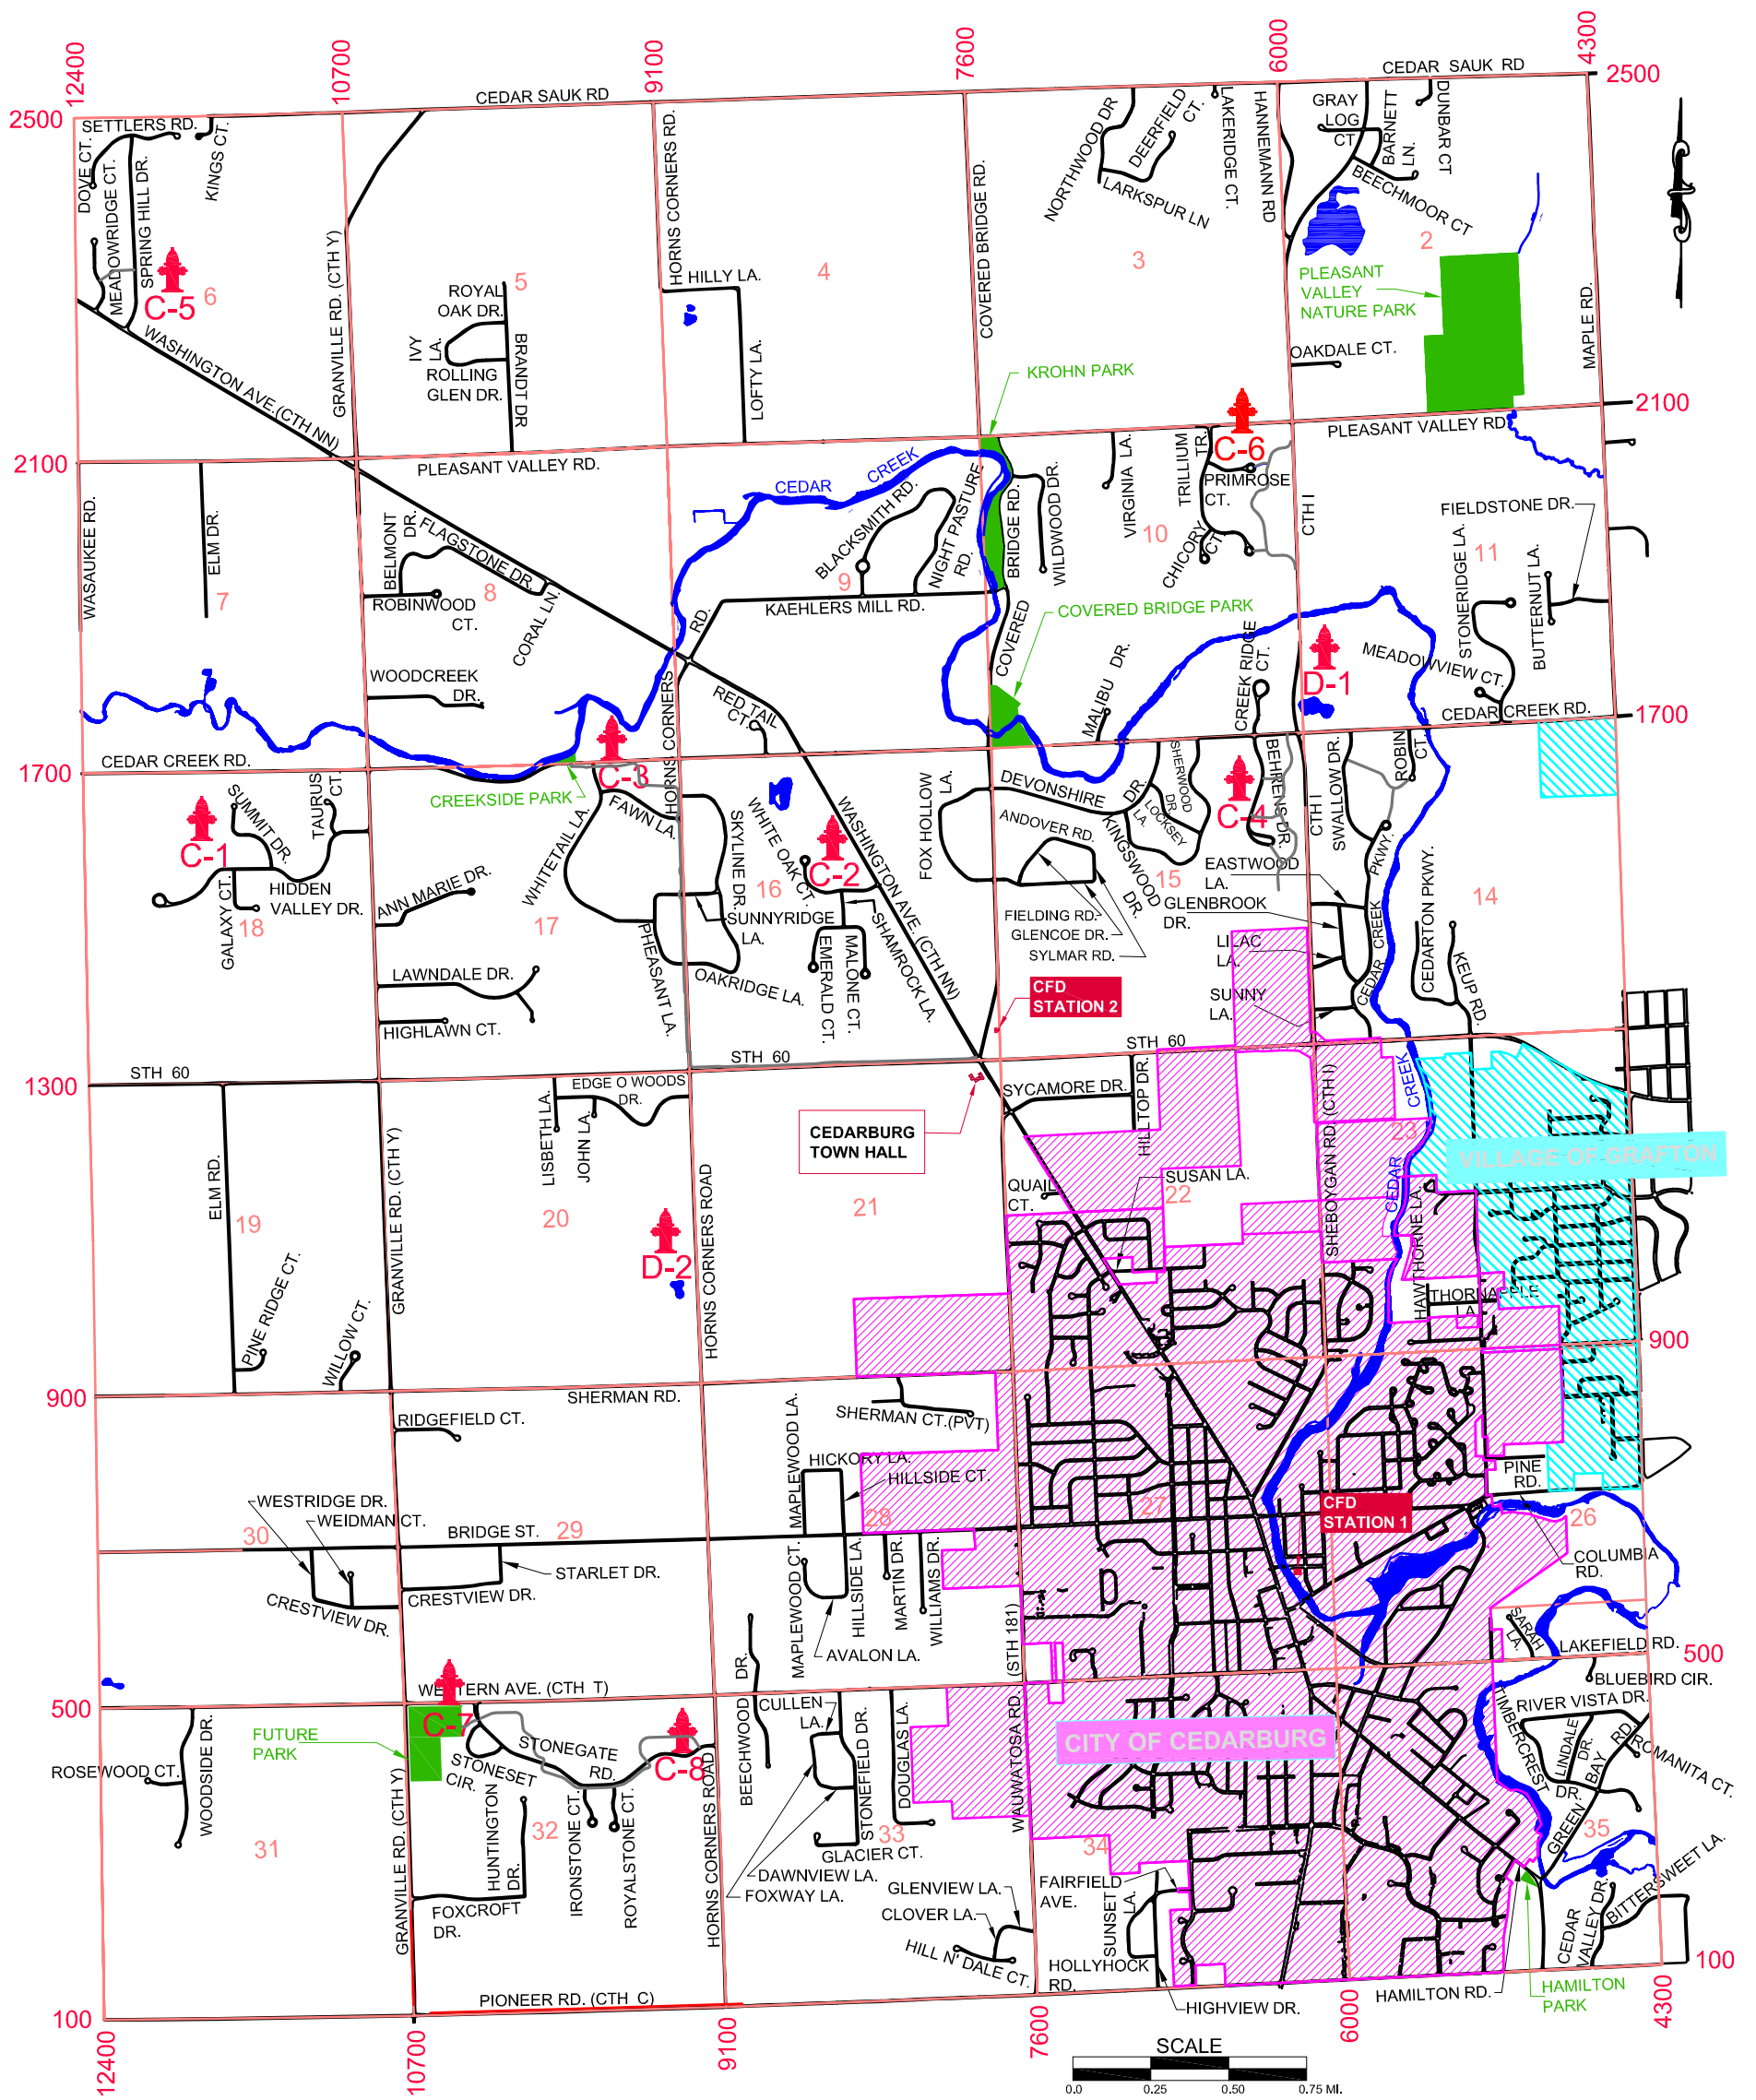 12400
10700
9100
7600
6000
4300
2500
CEDAR SAUK RD
CEDAR SAUK RD
2500
SETTLERS RD.
KINGS CT.
DOVE CT.
MEADOWRIDGE CT.
SPRING HILL DR.
C-5
6
GRANVILLE RD. (CTH Y)
WASHINGTON AVE.(CTH NN)
ROYAL
OAK DR.
5
IVY
LA.
ROLLING
GLEN DR.
BRANDT DR
HORNS CORNERS RD.
HILLY LA.
LOFTY LA.
4
COVERED BRIDGE RD.
NORTHWOOD DR
DEERFIELD
CT.
LARKSPUR LN
LAKERIDGE CT.
HANNEMANN RD
3
GRAY
LOG
CT
BARNETT
LN.
DUNBAR CT
BEECHMOOR CT
2
PLEASANT
VALLEY
NATURE PARK
MAPLE RD.
OAKDALE CT.
KROHN PARK
2100
PLEASANT VALLEY RD.
PLEASANT VALLEY RD
2100
C-6
WASAUKEE RD.
ELM DR.
7
BELMONT
DR.
FLAGSTONE DR.
ROBINWOOD
CT.
8
CORAL LN.
WOODCREEK
DR.
CEDAR
CREEK
BLACKSMITH RD.
NIGHT PASTURE
RD.
9
KAEHLERS MILL RD.
RD.
HORNS CORNERS
BRIDGE RD.
COVERED
WILDWOOD DR.
VIRGINIA LA.
TRILLIUM
TR.
PRIMROSE
CT.
10
CHICORY
CT.
CTH I
FIELDSTONE DR.
11
STONERIDGE LA.
BUTTERNUT LA.
COVERED BRIDGE PARK
MALIBU DR.
CREEK RIDGE
CT.
D-1
MEADOWVIEW CT.
CEDAR CREEK RD.
1700
RED TAIL
CT.
1700
CEDAR CREEK RD.
C-3
CREEKSIDE PARK
SUMMIT DR.
TAURUS
CT.
C-1
GALAXY CT.
HIDDEN
VALLEY DR.
18
ANN MARIE DR.
17
WHITETAIL LA.
FAWN LA.
HORNS CORNERS
SKYLINE DR.
WHITE OAK CT.
16
C-2
SUNNYRIDGE
LA.
PHEASANT LA.
OAKRIDGE LA.
EMERALD CT.
MALONE CT.
SHAMROCK LA.
WASHINGTON AVE. (CTH NN)
FOX HOLLOW
LA.
DEVONSHIRE
DR.
ANDOVER RD.
KINGSWOOD
DR.
SHERWOOD
DR.
LOCKSEY
LA.
C-4
BEHRENS DR.
15
EASTWOOD
LA.
GLENBROOK
DR.
FIELDING RD.
GLENCOE DR.
SYLMAR RD.
LILAC
LA.
SUNNY
LA.
CTH I
SWALLOW DR.
ROBIN
CT.
PKWY.
CEDAR CREEK
CEDARTON PKWY.
KEUP RD.
14
LAWNDALE DR.
HIGHLAWN CT.
CFD
STATION 2
STH 60
STH 60
STH 60
1300
EDGE O WOODS
DR.
LISBETH LA.
JOHN LA.
CEDARBURG
TOWN HALL
SYCAMORE DR.
HILLTOP DR.
SHEBOYGAN RD. (CTH I)
CREEK
CEDAR
23
VILLAGE OF GRAFTON
ELM RD.
19
PINE RIDGE CT.
WILLOW CT.
GRANVILLE RD. (CTH Y)
20
D-2
HORNS CORNERS ROAD
21
QUAIL
CT.
SUSAN LA.
22
HAWTHORNE LA.
THORNAPPLE
LA.
900
900
SHERMAN RD.
SHERMAN CT.(PVT)
RIDGEFIELD CT.
MAPLEWOOD LA.
HICKORY LA.
HILLSIDE CT.
28
27
CFD
STATION 1
PINE
RD.
26
COLUMBIA
RD.
WESTRIDGE DR.
WEIDMAN CT.
30
BRIDGE ST.
29
STARLET DR.
CRESTVIEW DR.
CRESTVIEW DR.
MAPLEWOOD CT.
HILLSIDE LA.
MARTIN DR.
WILLIAMS DR.
AVALON LA.
SARAH
LA.
LAKEFIELD RD.
500
BLUEBIRD CIR.
500
WESTERN AVE. (CTH T)
C-7
FUTURE
PARK
ROSEWOOD CT.
WOODSIDE DR.
31
GRANVILLE RD. (CTH Y)
STONESET
CIR.
STONEGATE
RD.
C-8
HUNTINGTON
DR.
32
IRONSTONE CT.
ROYALSTONE CT.
FOXCROFT
DR.
HORNS CORNERS ROAD
BEECHWOOD DR.
CULLEN
LA.
STONEFIELD DR.
DOUGLAS LA.
33
GLACIER CT.
DAWNVIEW LA.
FOXWAY LA.
WAUWATOSA RD. (STH 181)
CITY OF CEDARBURG
34
FAIRFIELD
AVE.
SUNSET
LA.
GLENVIEW LA.
CLOVER LA.
HILL N' DALE CT.
HOLLYHOCK
RD.
HIGHVIEW DR.
HAMILTON RD.
HAMILTON
PARK
RIVER VISTA DR.
TIMBERCREST
DR.
LINDALE
DR.
GREEN BAY RD.
ROMANITA CT.
35
CEDAR
VALLEY DR.
BITTERSWEET LA.
100
100
PIONEER RD. (CTH C)
12400
10700
9100
7600
6000
4300
SCALE
0.0
0.25
0.50
0.75 MI.